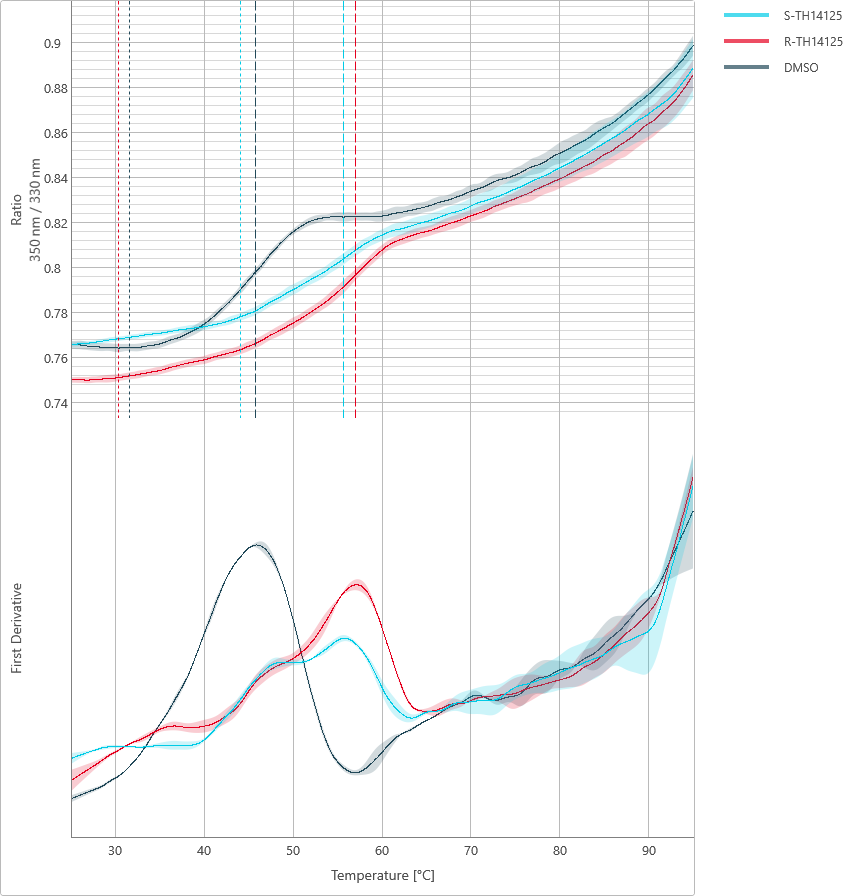 S-TH14125
R-TH14125
DMSO
0.9
0.88
0.86
0.84
0.82
0.8
0.78
0.76
0.74
Ratio
350 nm / 330 nm
First Derivative
30 40 50 60 70 80 90
Temperature [°C]